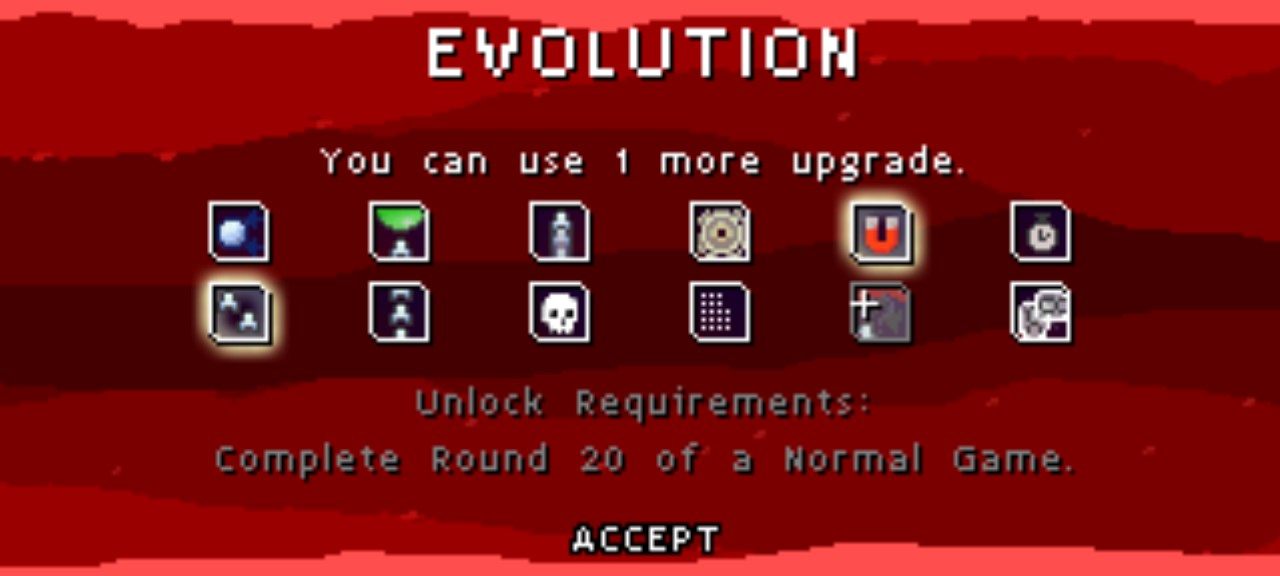 EVOLUTION
You can use 1 more upgrade.
Unlock Requirements:
Complete Round 20 of a Normal Game.
ACCEPT